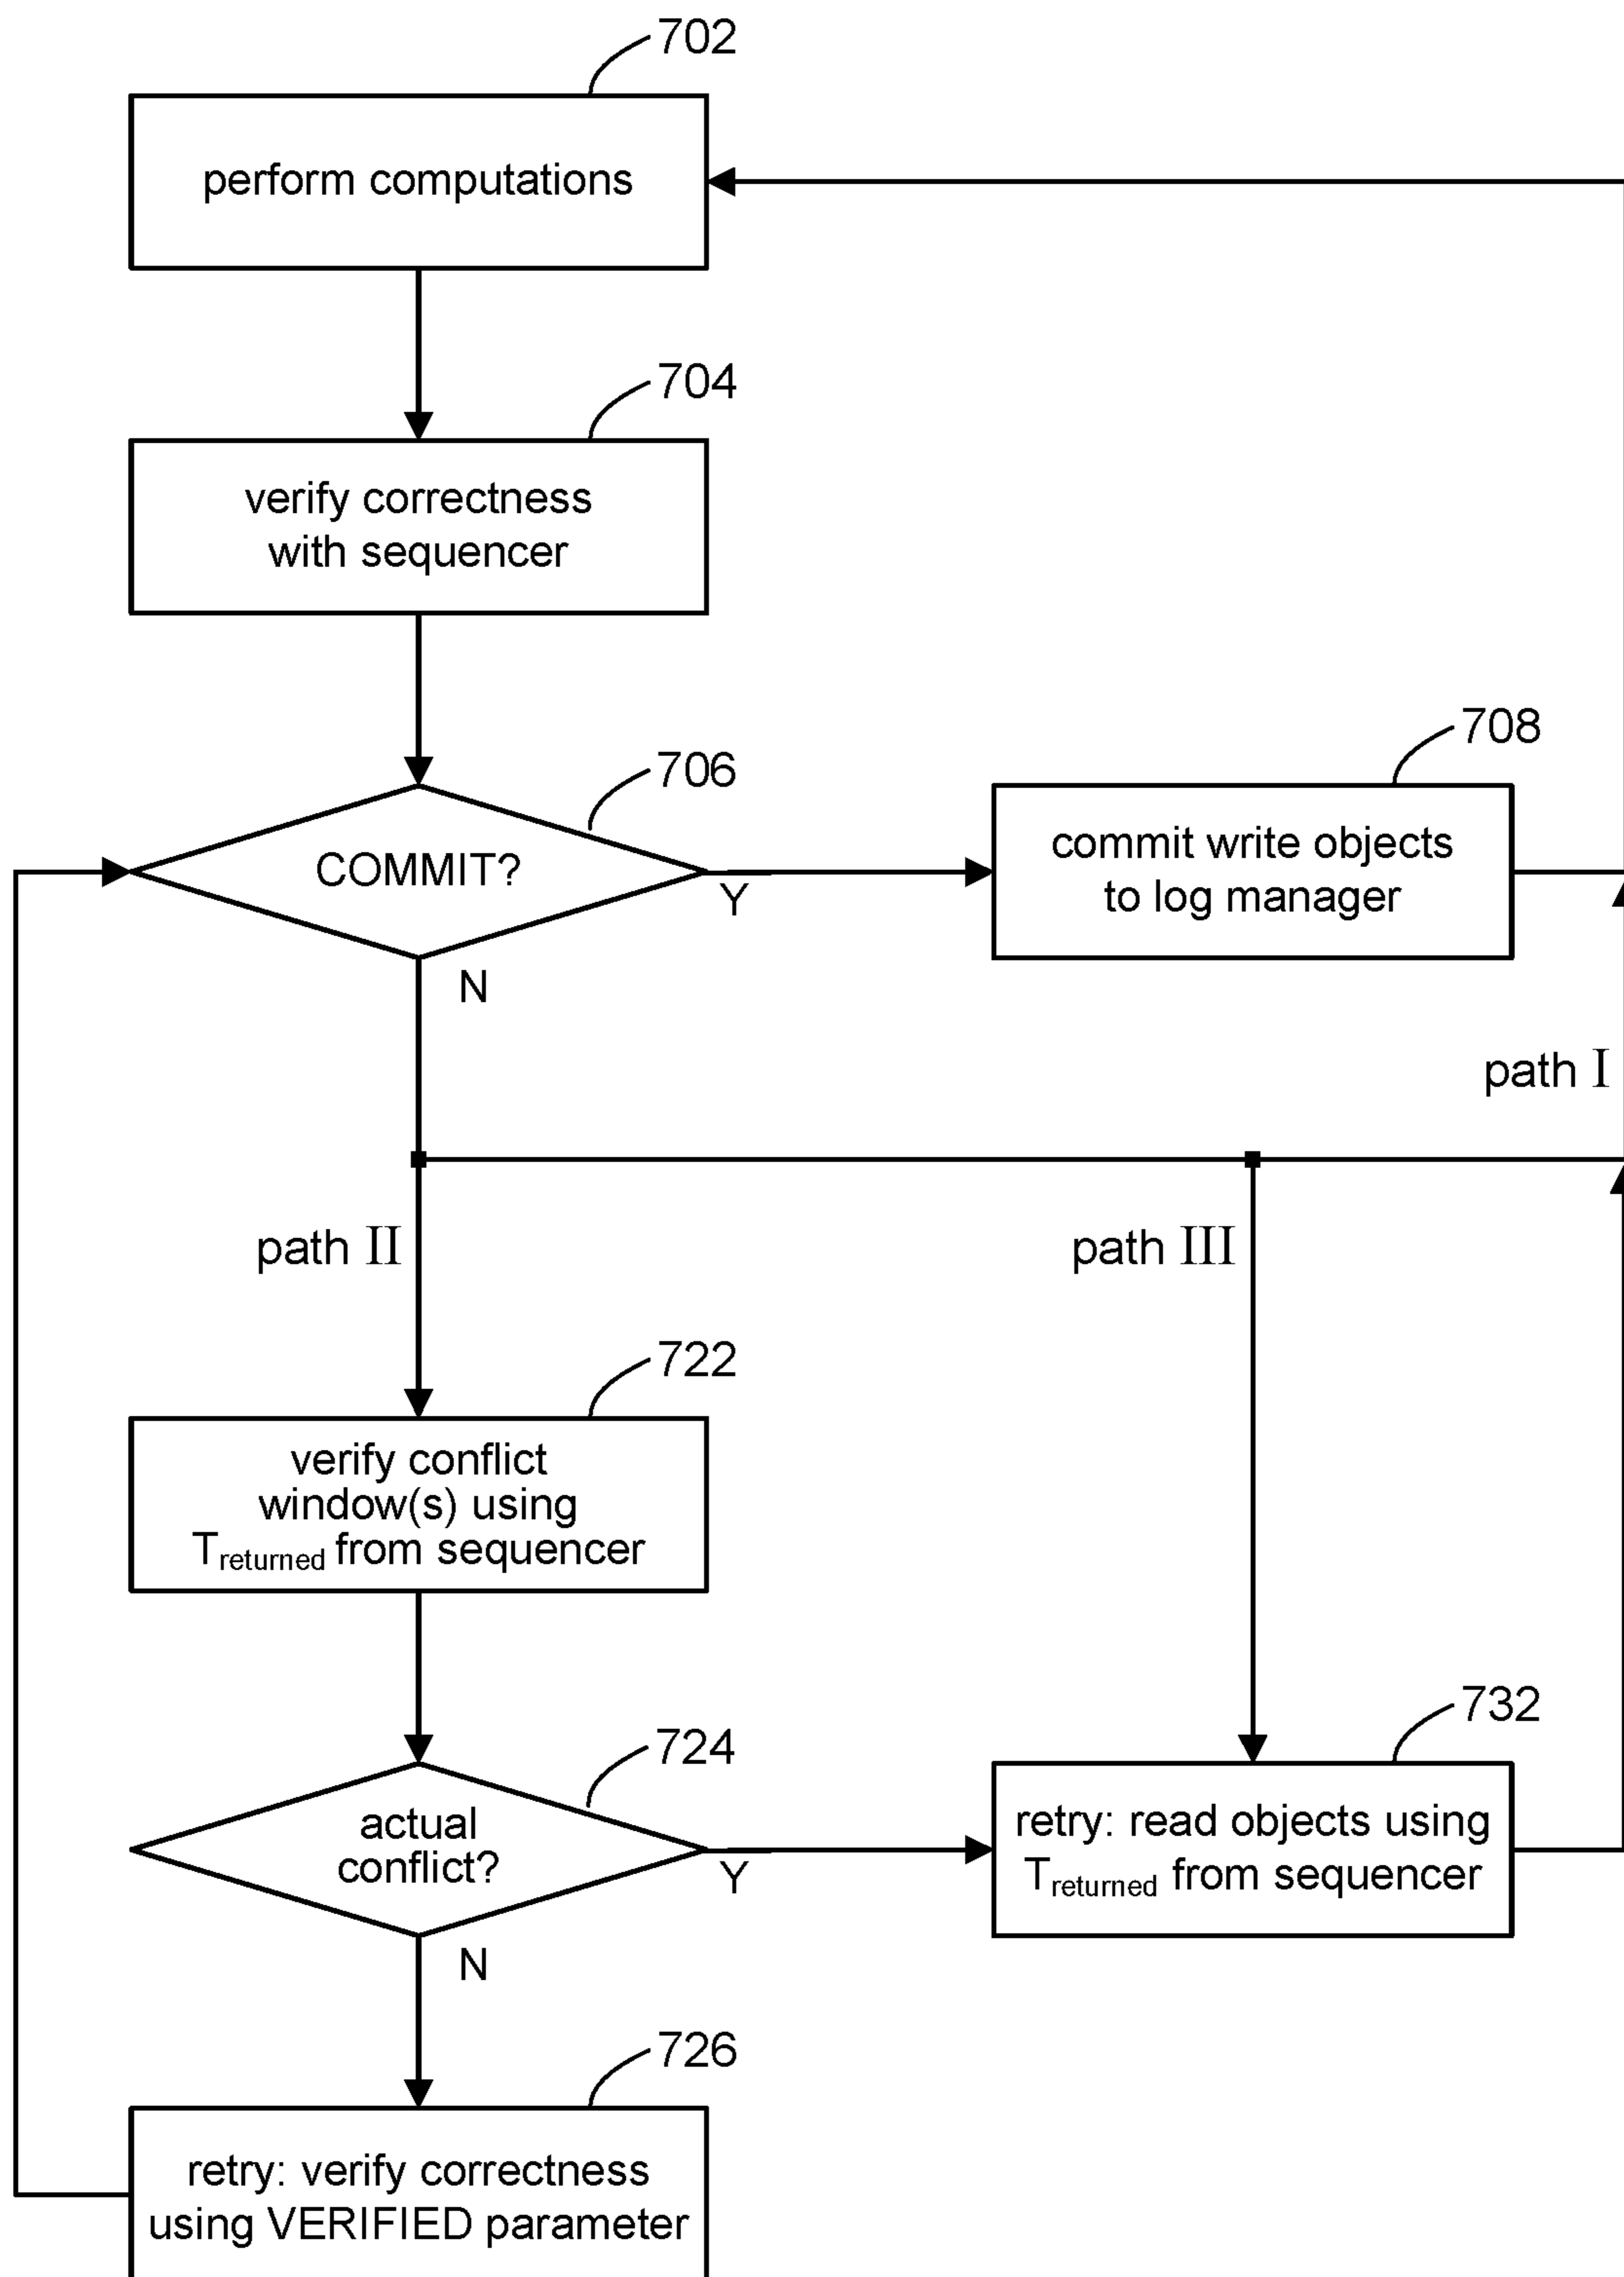 702
perform computations
704
verify correctness
with sequencer
706
COMMIT?
Y
N
708
commit write objects
to log manager
path I
path II
path III
722
verify conflict
window(s) using
Treturned from sequencer
724
actual
conflict?
Y
N
732
retry: read objects using
Treturned from sequencer
726
retry: verify correctness
using VERIFIED parameter